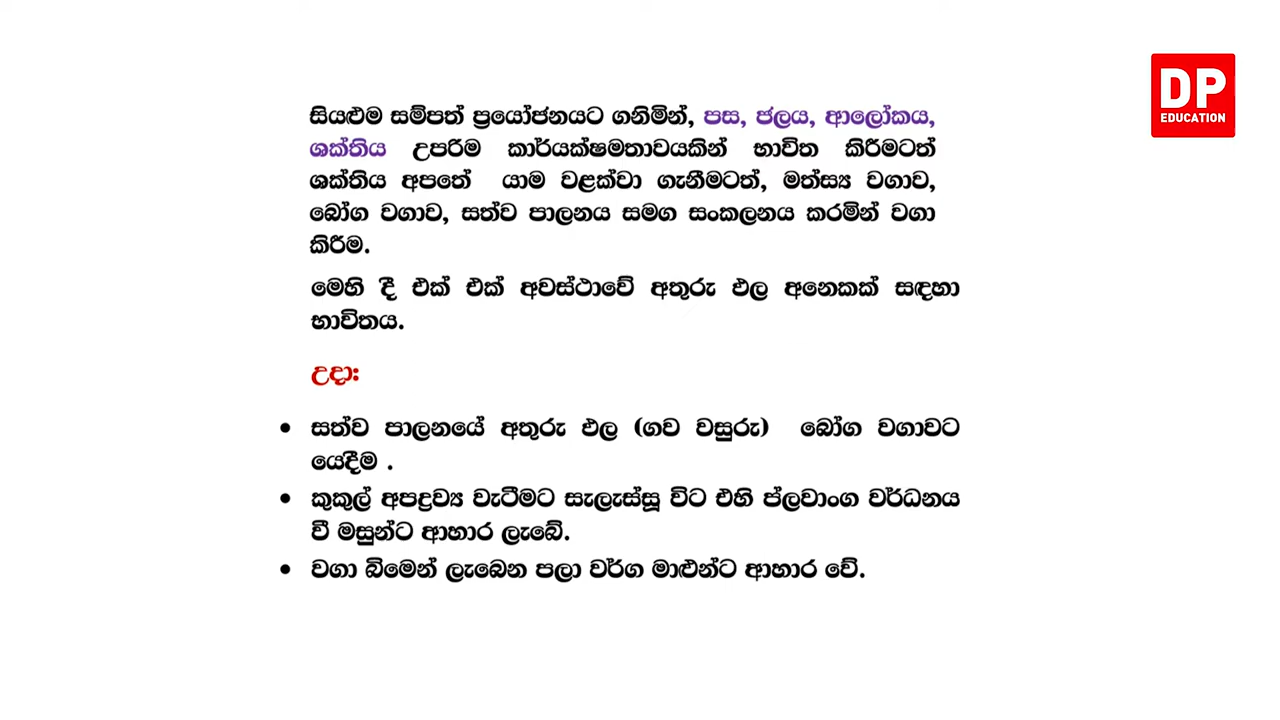 DP
EDUCATION
සියළුම සම්පත් ප්‍රයෝජනයට ගනිමින්, පස, ජලය, ආලෝකය,
ශක්තිය උපරිම කාර්යක්ෂමතාවයකින් භාවිත කිරීමටත්
ශක්තිය අපතේ යාම වළක්වා ගැනීමටත්, මත්ස්‍ය වගාව,
බෝග වගාව, සත්ව පාලනය සමග සංකලනය කරමින් වගා
කිරීම.
මෙහි දී එක් එක් අවස්ථාවේ අතුරු ඵල අනෙකක් සඳහා
භාවිතය.
උදා:
• සත්ව පාලනයේ අතුරු ඵල (ගව වසුරු) බෝග වගාවට
යෙදීම .
• කුකුල් අපද්‍රව්‍ය වැටීමට සැලැස්සූ විට එහි ප්ලවාංග වර්ධනය
වී මසුන්ට ආහාර ලැබේ.
• වගා බිමෙන් ලැබෙන පලා වර්ග මාළුන්ට ආහාර වේ.